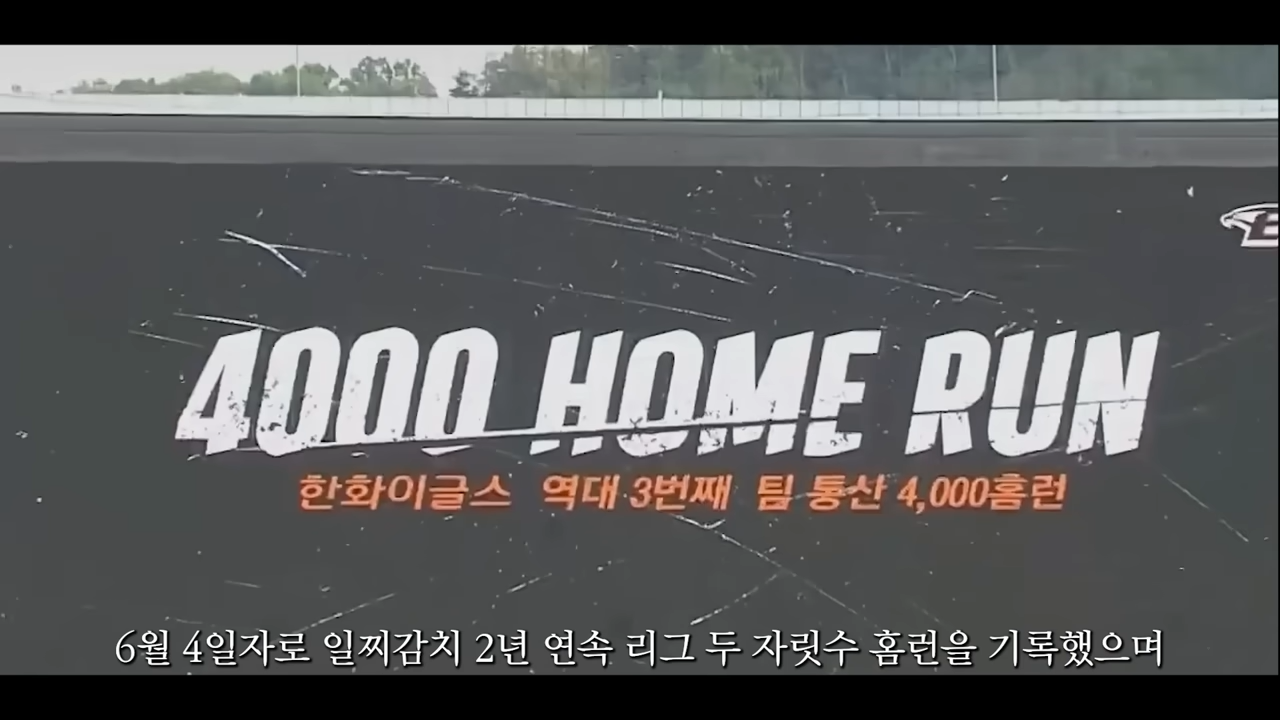 4000 HOME RUN
한화이글스 역대 3번째 팀 통산 4,000홈런
6월 4일자로 일찌감치 2년 연속 리그 두 자릿수 홈런을 기록했으며